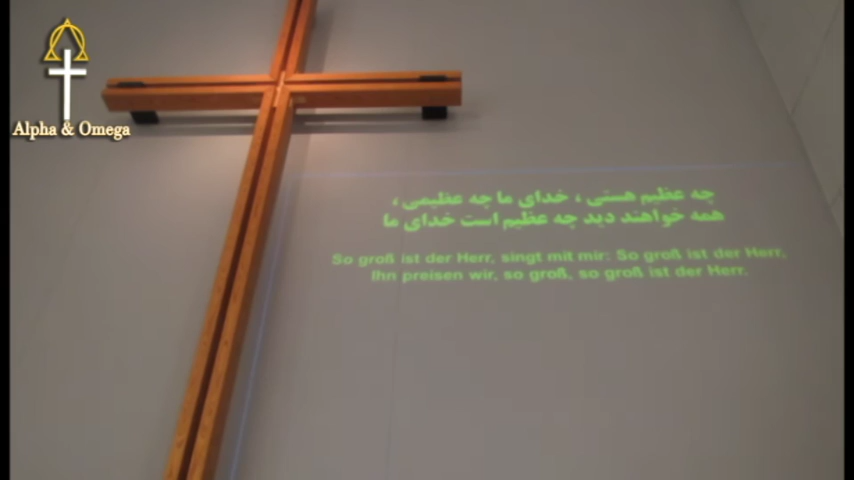 Alpha & Omega
چه عظیم هستی ، خدای ما چه عظیمی ،
همه خواهند دید چه عظیم است خدای ما
So groß ist der Herr, singt mit mir: So groß ist der Herr,
Ihn preisen wir, so groß, so groß ist der Herr.